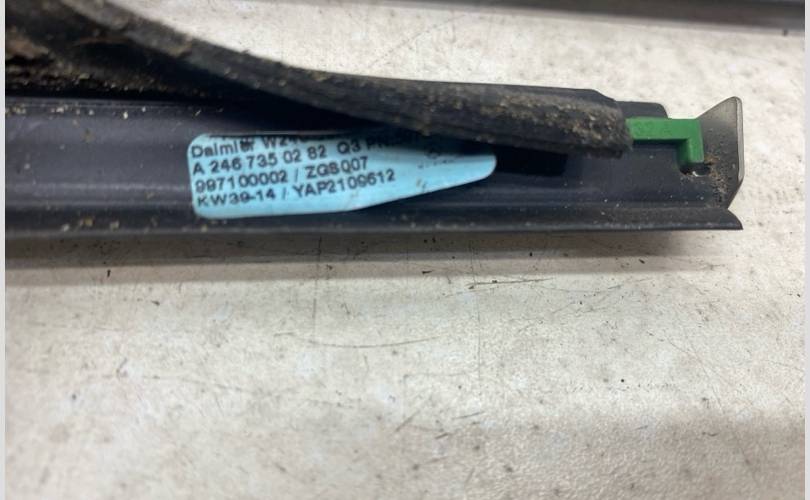 Daimler
A 246 735 02 82 Q3
997100002 / ZGS007
KW39-14 / YAP2109612